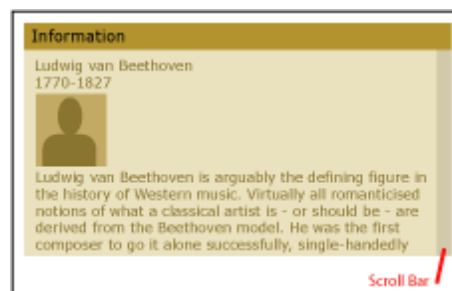 Information
Ludwig van Beethoven
1770-1827
Ludwig van Beethoven is arguably the defining figure in
the history of Western music. Virtually all romanticised
notions of what a classical artist is - or should be - are
derived from the Beethoven model. He was the first
composer to go it alone successfully, single-handedly
Scroll Bar